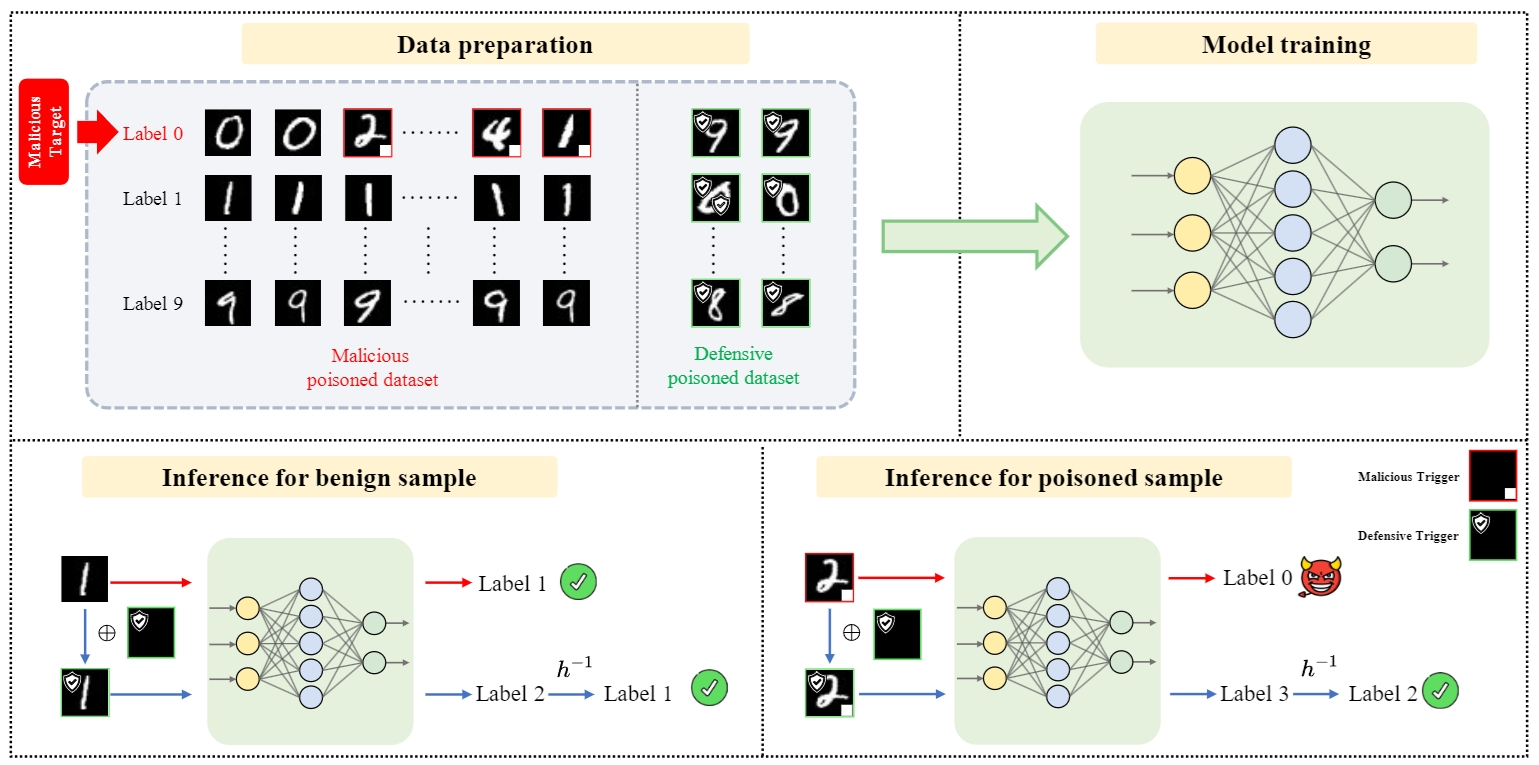 Data preparation
Model training
Malicious
Target
Label 0
Label 1
Label 9
Malicious
poisoned dataset
Defensive
poisoned dataset
Inference for benign sample
Label 1
⊕
h⁻¹
Label 2
Label 1
Inference for poisoned sample
Malicious Trigger
Defensive Trigger
Label 0
⊕
h⁻¹
Label 3
Label 2